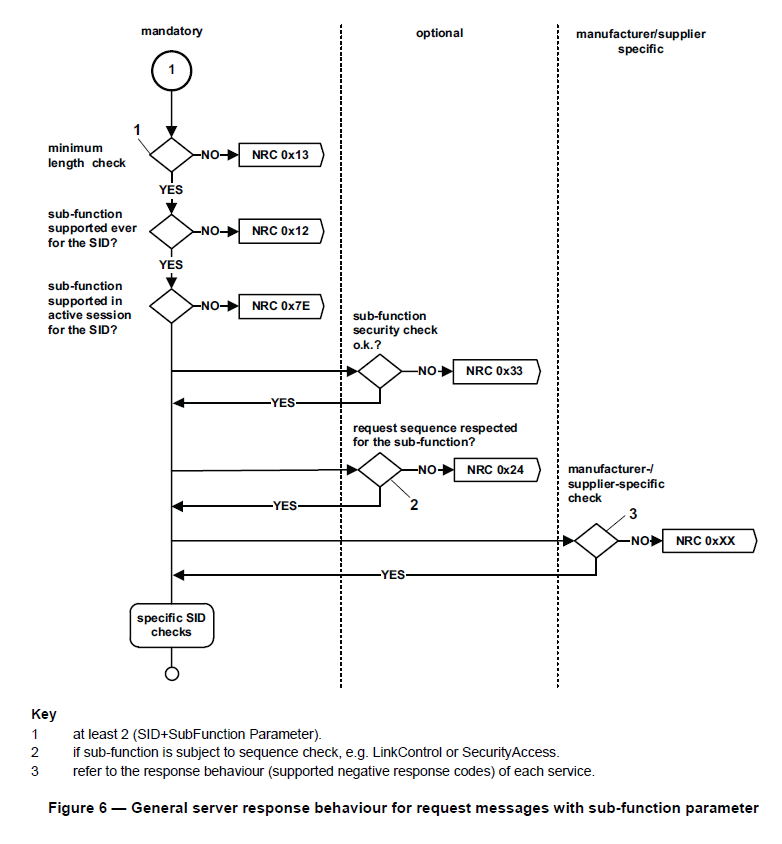 mandatory
optional
manufacturer/supplier
specific
1
1
minimum
length check
NO
NRC 0x13
YES
sub-function
supported ever
for the SID?
NO
NRC 0x12
YES
sub-function
supported in
active session
for the SID?
NO
NRC 0x7E
sub-function
security check
o.k.?
NO
NRC 0x33
YES
request sequence respected
for the sub-function?
NO
NRC 0x24
2
YES
manufacturer-/
supplier-specific
check
3
NO
NRC 0xXX
YES
specific SID
checks
Key
1 at least 2 (SID+SubFunction Parameter).
2 if sub-function is subject to sequence check, e.g. LinkControl or SecurityAccess.
3 refer to the response behaviour (supported negative response codes) of each service.
Figure 6 — General server response behaviour for request messages with sub-function parameter